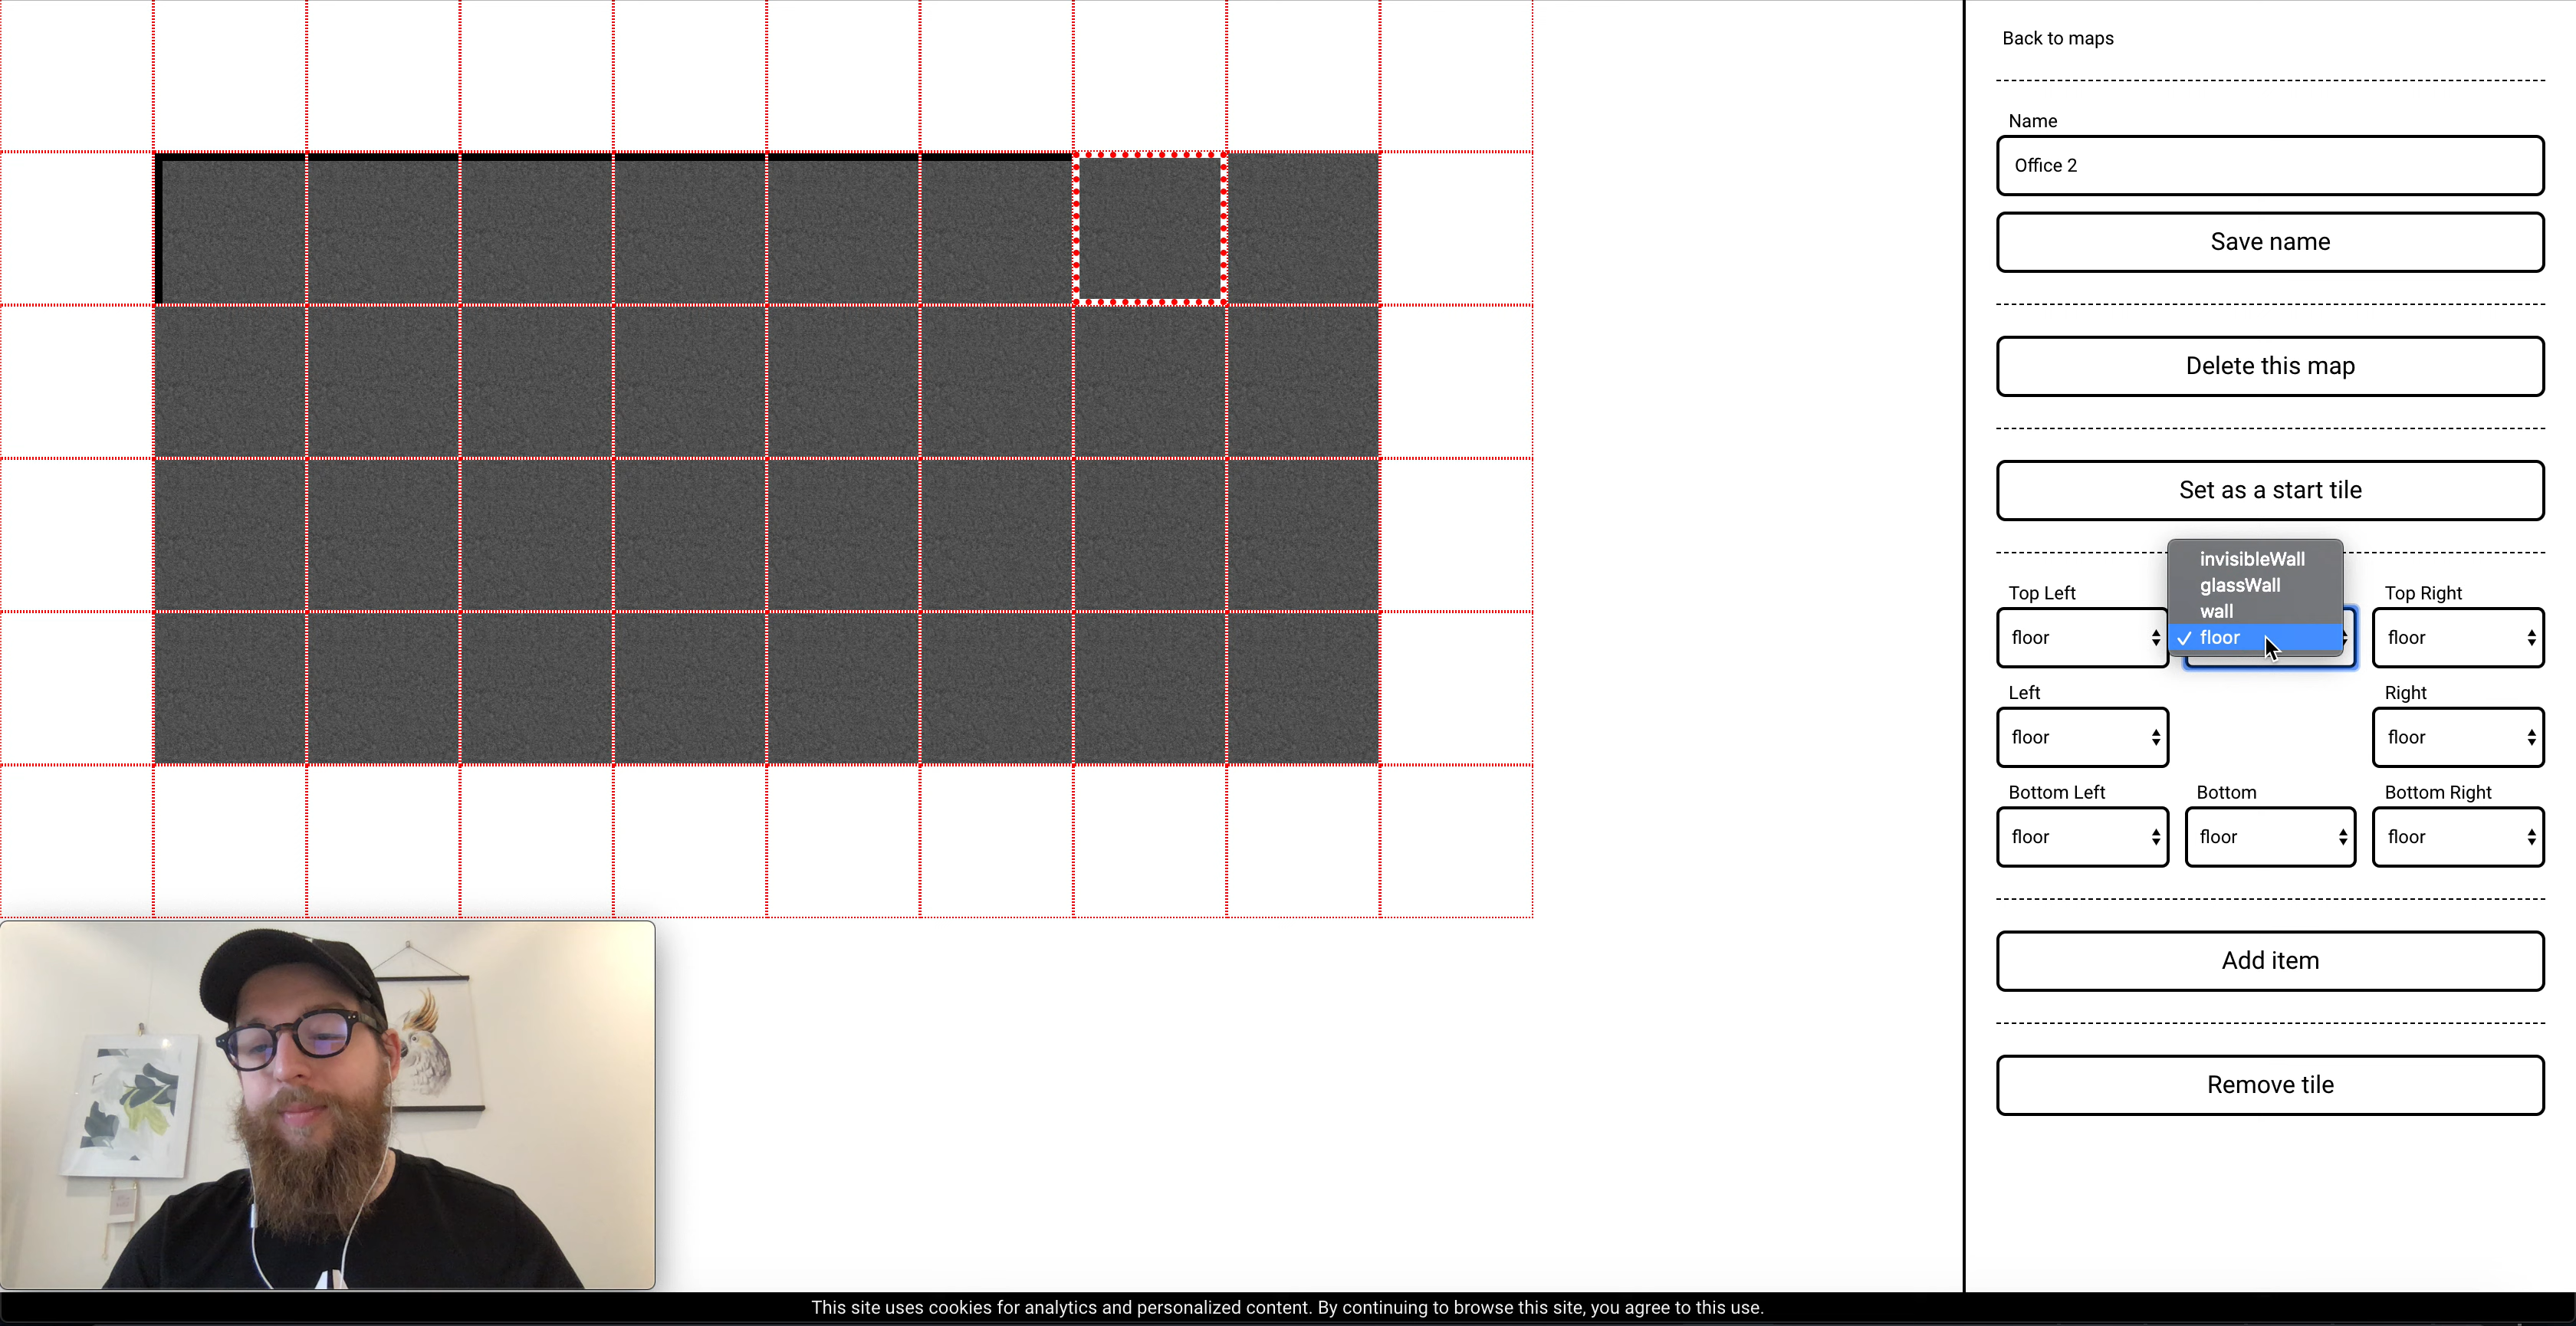 Back to maps
Name
Office 2
Save name
Delete this map
Set as a start tile
invisibleWall
glassWall
wall
floor
Top Left
Top Right
floor
floor
Left
Right
floor
floor
Bottom Left
Bottom
Bottom Right
floor
floor
floor
Add item
Remove tile
This site uses cookies for analytics and personalized content. By continuing to browse this site, you agree to this use.